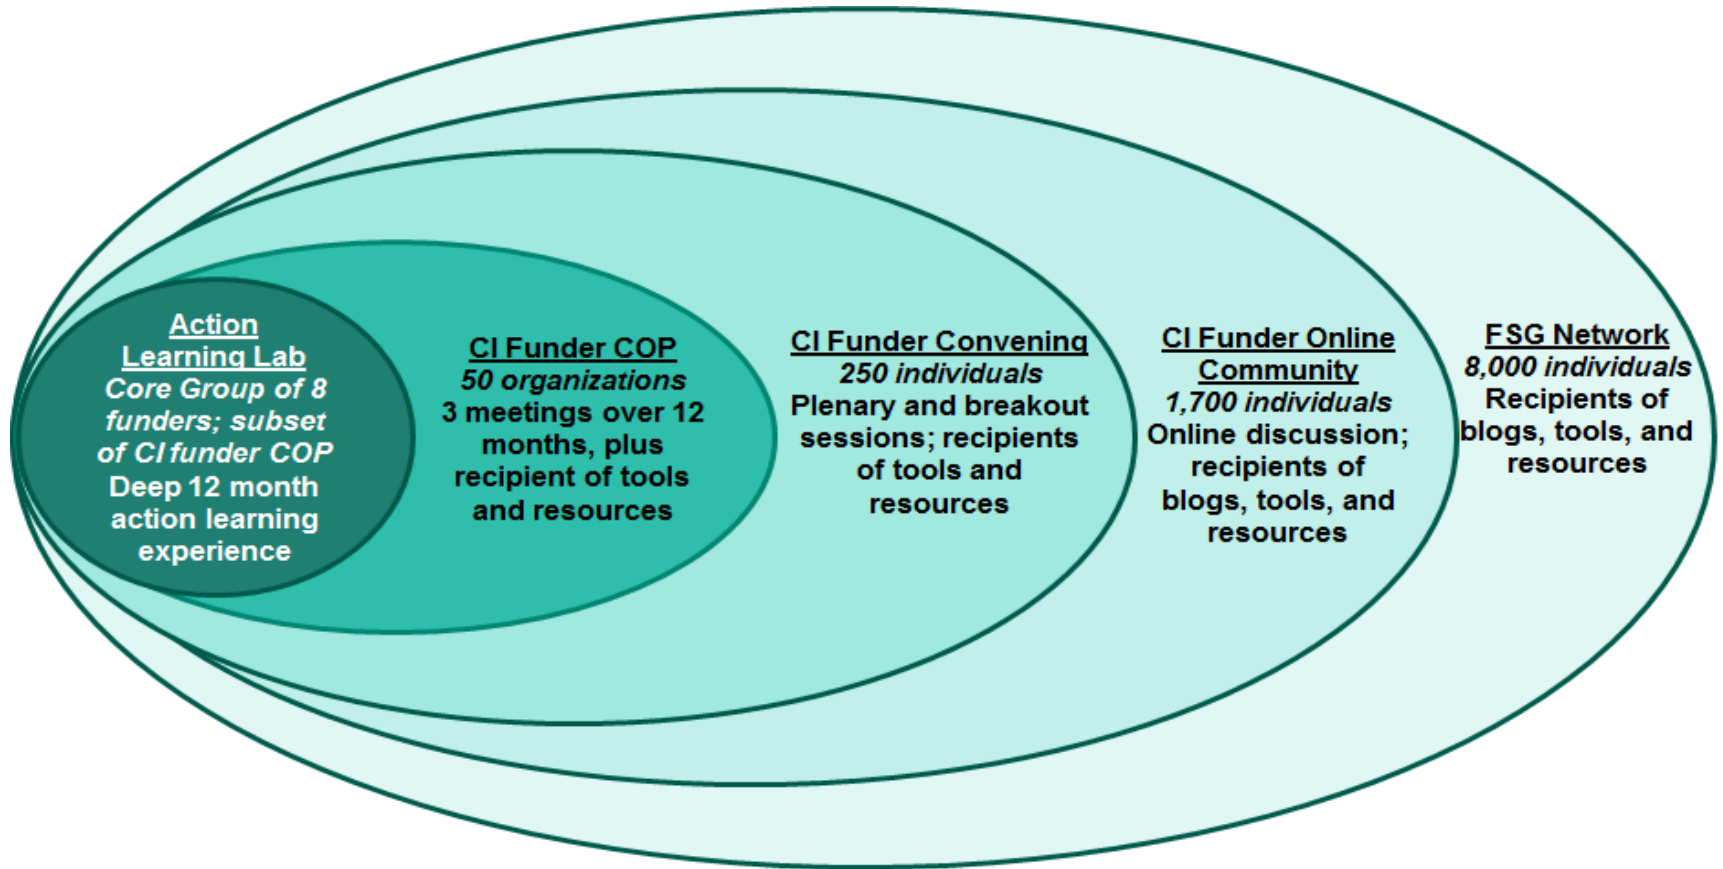 Action
Learning Lab
Core Group of 8
funders; subset
of CI funder COP
Deep 12 month
action learning
experience
CI Funder COP
50 organizations
3 meetings over 12
months, plus
recipient of tools
and resources
CI Funder Convening
250 individuals
Plenary and breakout
sessions; recipients
of tools and
resources
CI Funder Online
Community
1,700 individuals
Online discussion;
recipients of
blogs, tools, and
resources
FSG Network
8,000 individuals
Recipients of
blogs, tools, and
resources